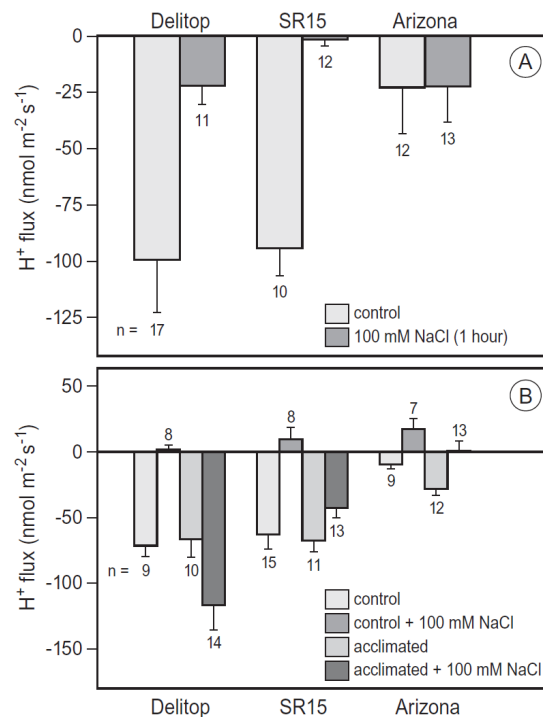 Delitop SR15 Arizona
A
0
-25
-50
-75
-100
-125
H⁺ flux (nmol m⁻² s⁻¹)
11
12
12
13
10
n = 17
control
100 mM NaCl (1 hour)
B
50
0
-50
-100
-150
H⁺ flux (nmol m⁻² s⁻¹)
8
8
7
13
9
12
n = 9
10
15
11
13
14
control
control + 100 mM NaCl
acclimated
acclimated + 100 mM NaCl
Delitop SR15 Arizona